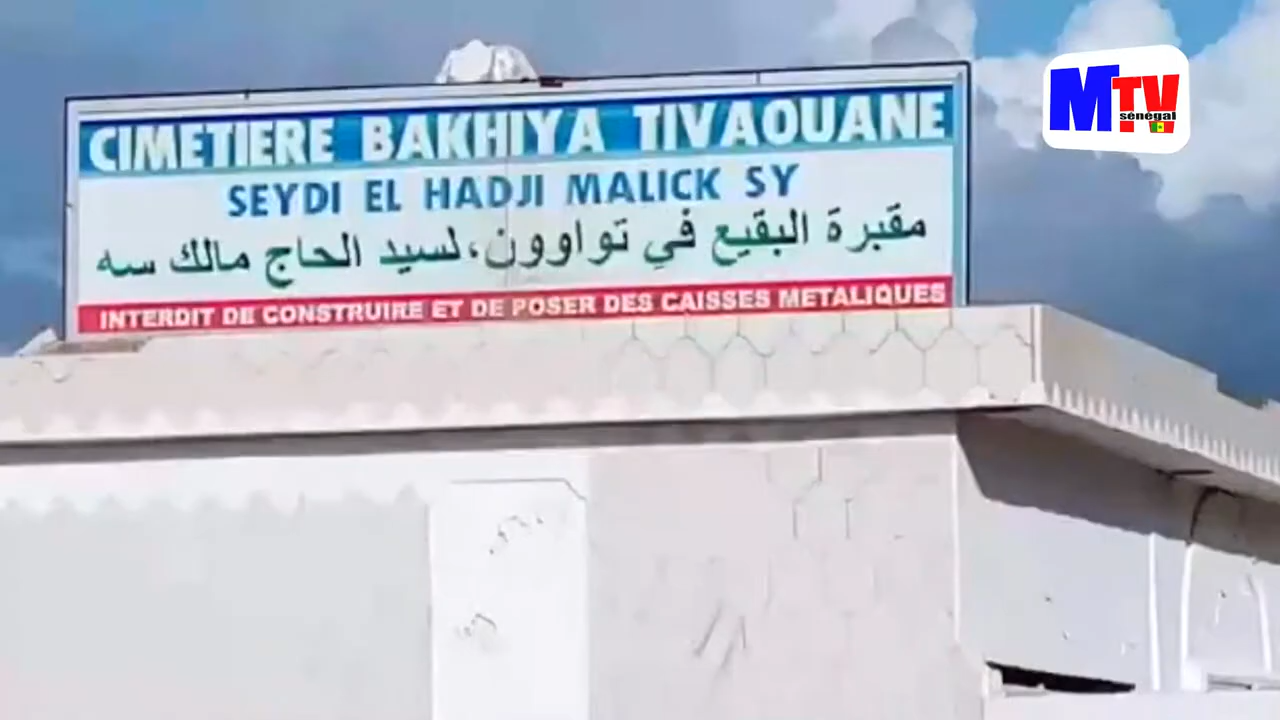 CIMETIERE BAKHIYA TIVAOUANE
SEYDI EL HADJI MALICK SY
مقبرة البقيع في تواوون، لسيد الحاج مالك سه
INTERDIT DE CONSTRUIRE ET DE POSER DES CAISSES METALIQUES
MTV
sénégal